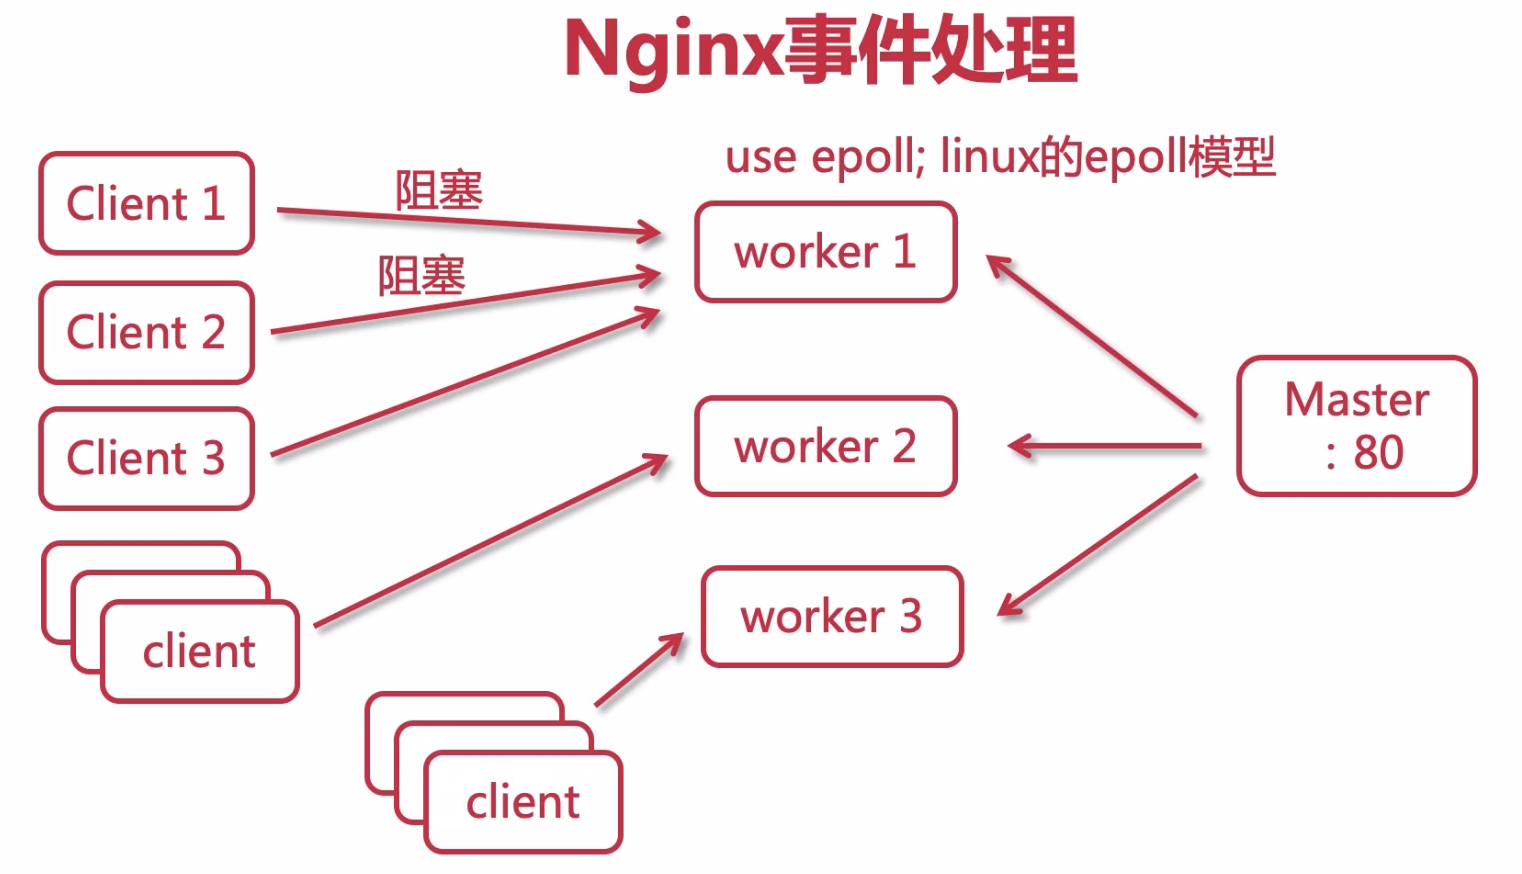 Nginx事件处理
use epoll; linux的epoll模型
Client 1
阻塞
worker 1
阻塞
Client 2
Client 3
worker 2
Master
: 80
client
worker 3
client